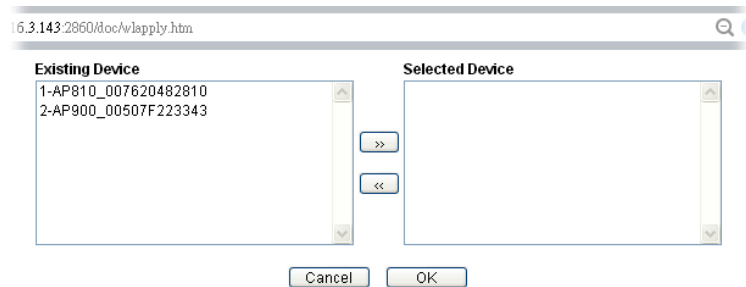 16.3.143:2860/doc/wlapply.htm
Existing Device
Selected Device
1-AP810_007620482810
2-AP900_00507F223343
>>
<<
Cancel
OK